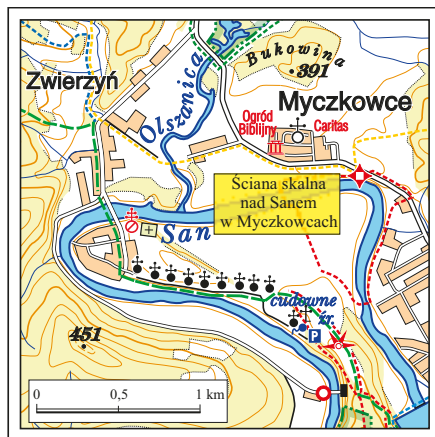 Bukowina
391
Zwierzyń
Olszanica
Myczkowce
Ogród
Biblijny
Caritas
Ściana skalna
nad Sanem
w Myczkowcach
San
cudowne
źr.
P
451
0 0,5 1 km